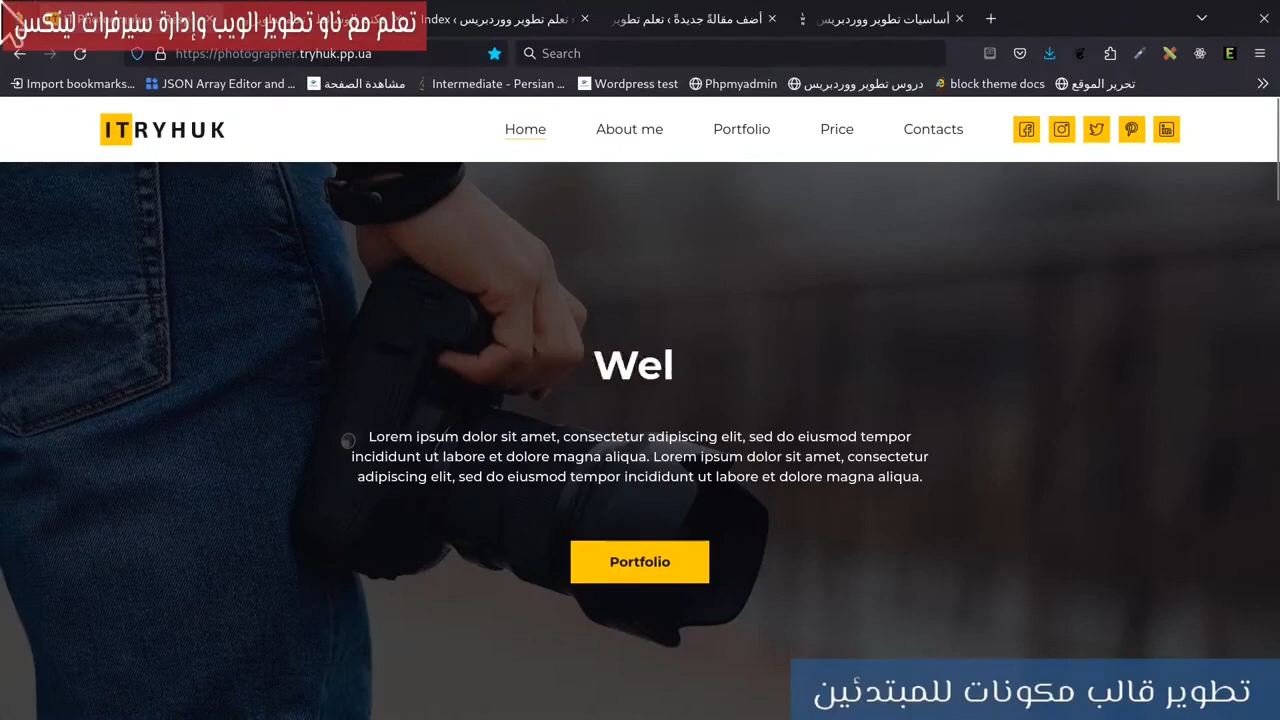 تعلم مع ناو تطوير الويب وإدارة سيرفرات لينكس
Index ‹ تعلم تطوير ووردبريس
أضف مقالةً جديدةً ‹ تعلم تطوير
أساسيات تطوير ووردبريس
https://photographer.tryhuk.pp.ua
Search
Import bookmarks...
JSON Array Editor and ...
مشاهدة الصفحة
Intermediate - Persian ...
Wordpress test
Phpmyadmin
دروس تطوير ووردبريس
block theme docs
تحرير الموقع
ITRYHUK
Home
About me
Portfolio
Price
Contacts
Wel
Lorem ipsum dolor sit amet, consectetur adipiscing elit, sed do eiusmod tempor
incididunt ut labore et dolore magna aliqua. Lorem ipsum dolor sit amet, consectetur
adipiscing elit, sed do eiusmod tempor incididunt ut labore et dolore magna aliqua.
Portfolio
تطوير قالب مكونات للمبتدئين